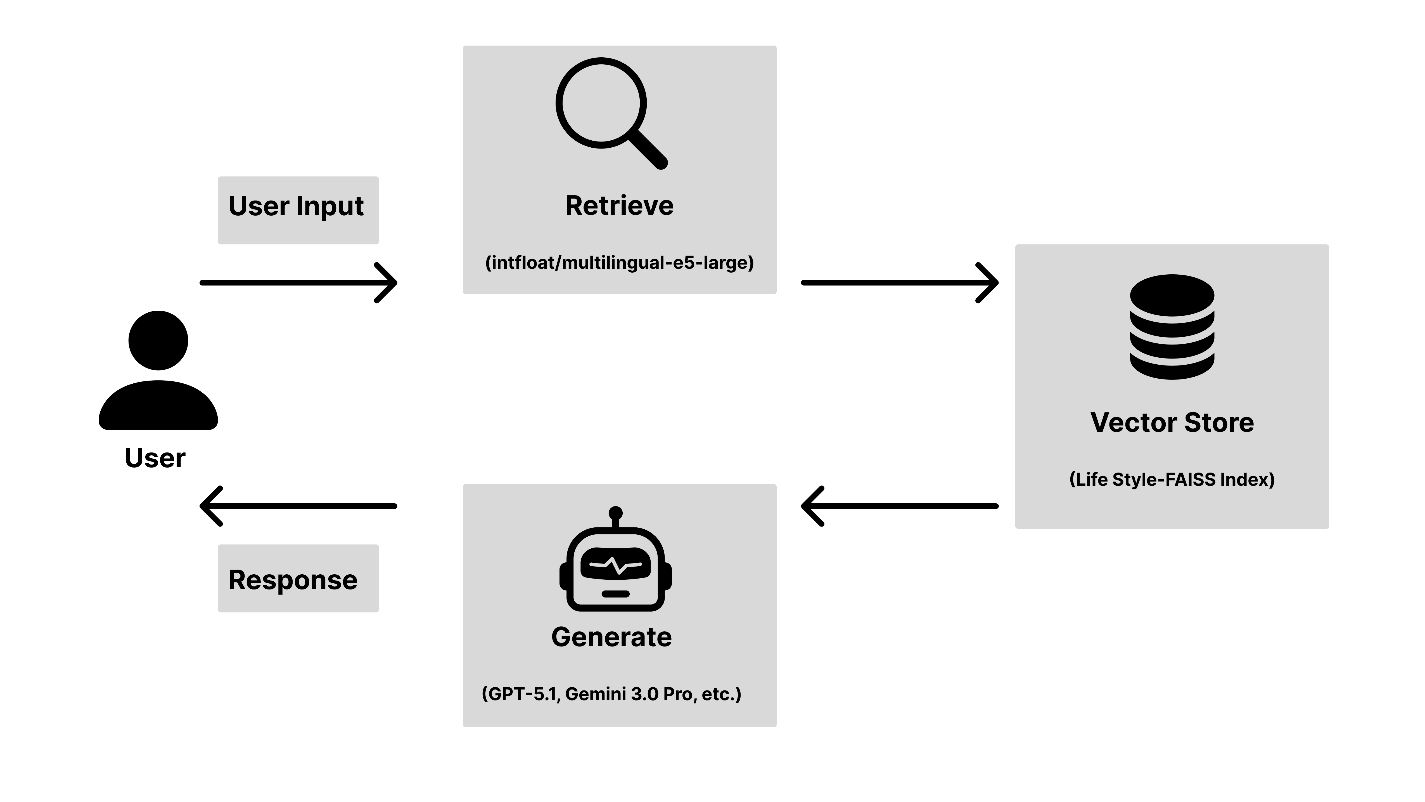 User Input
Retrieve
(intfloat/multilingual-e5-large)
Vector Store
(Life Style-FAISS Index)
User
Response
Generate
(GPT-5.1, Gemini 3.0 Pro, etc.)